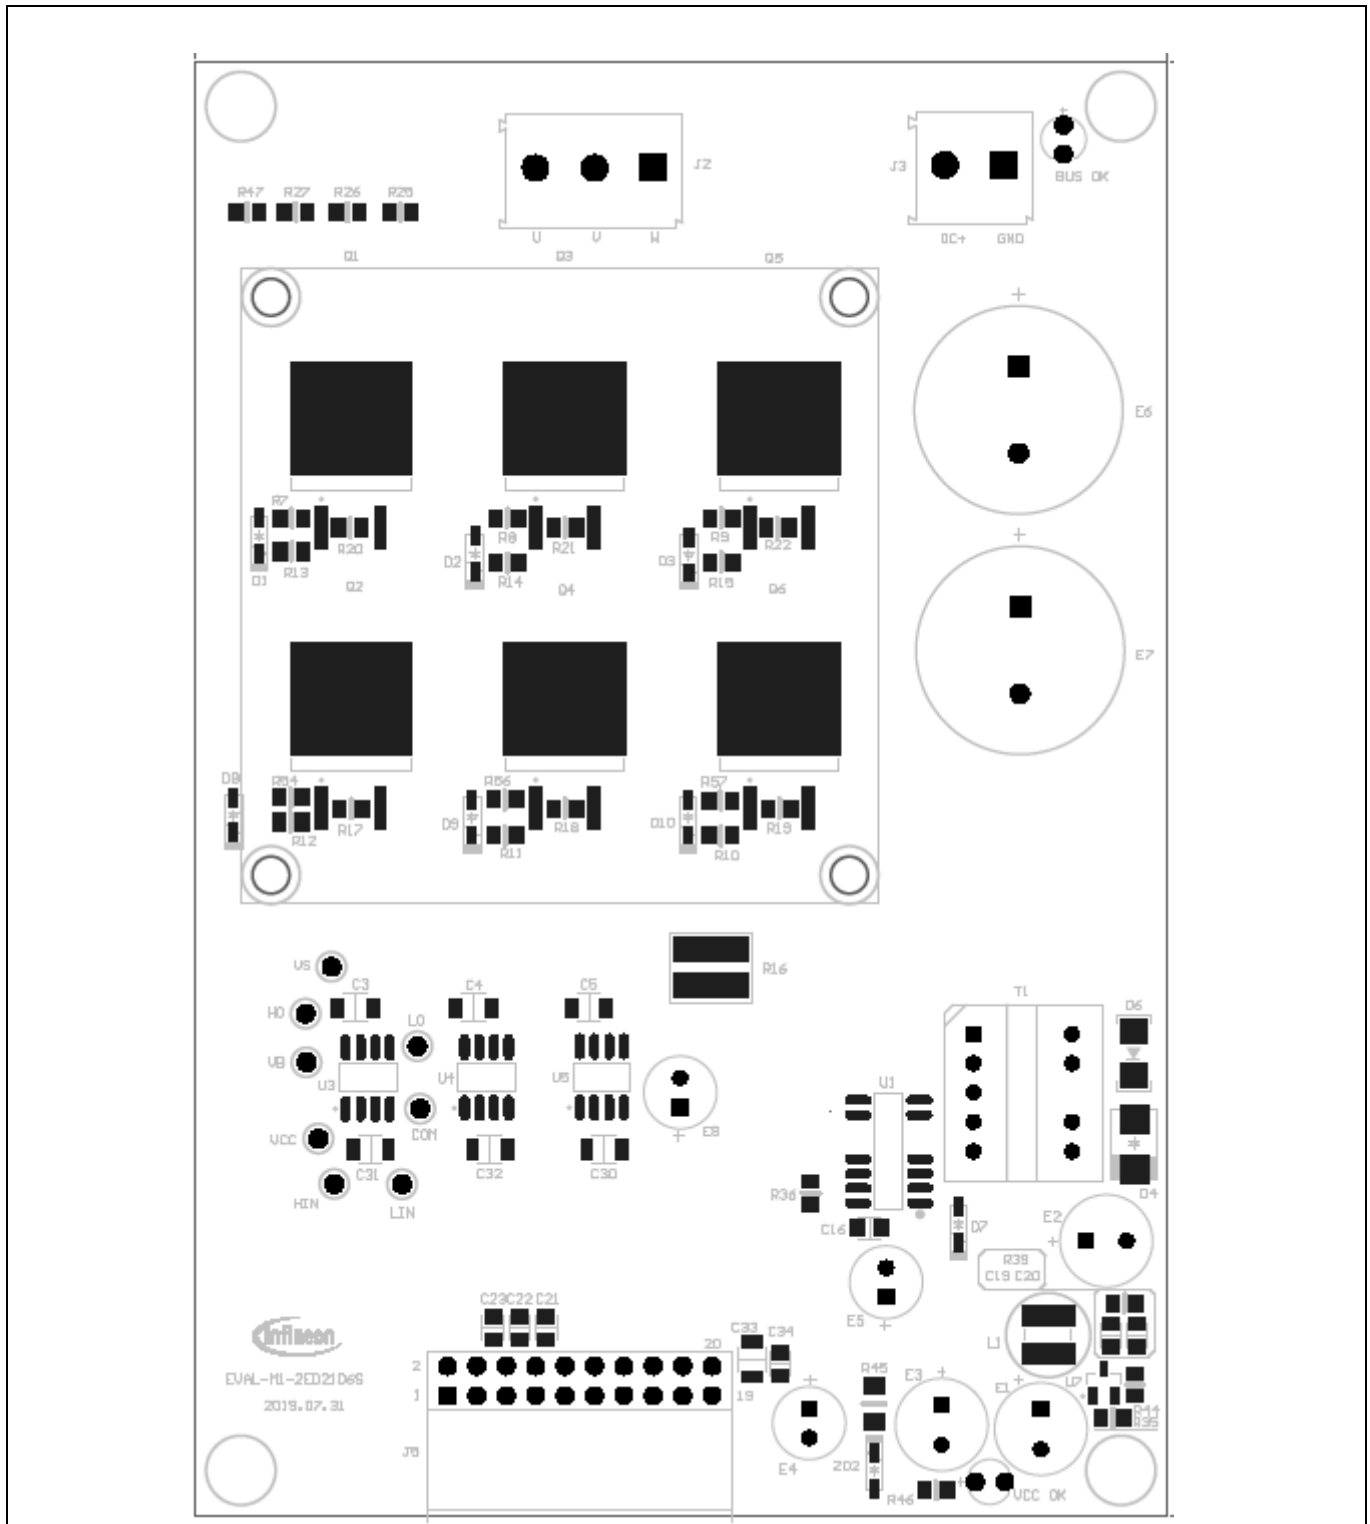 J2
J3
BUS OK
R47 R27 R26 R28
U V W
DC+ GND
Q1 Q3 Q5
+
E6
R7
R20
R13
D1
R8
R21
D2
R14
R9
R22
D3
R15
Q2 Q4 Q6
+
E7
D8
R54
R17
R12
R56
D9
R18
R11
R57
D10
R19
R10
R16
VS
C3 C4 C5
T1
D6
HO
LO
VB
U3 U4 U5
U1
VCC
COM
E8
+
C31 C32 C30
HIN
LIN
R36
D4
E2
+
C16
D7
R39
C19 C20
E5
+
C23 C22 C21
infineon
EVAL-M1-2ED21D6S
2019.07.31
2 20
1 19
C33 C34
L1
R45
E3
+
E1
+
U7
R44
R35
+
J5
E4
ZD2
R46
+
VCC OK